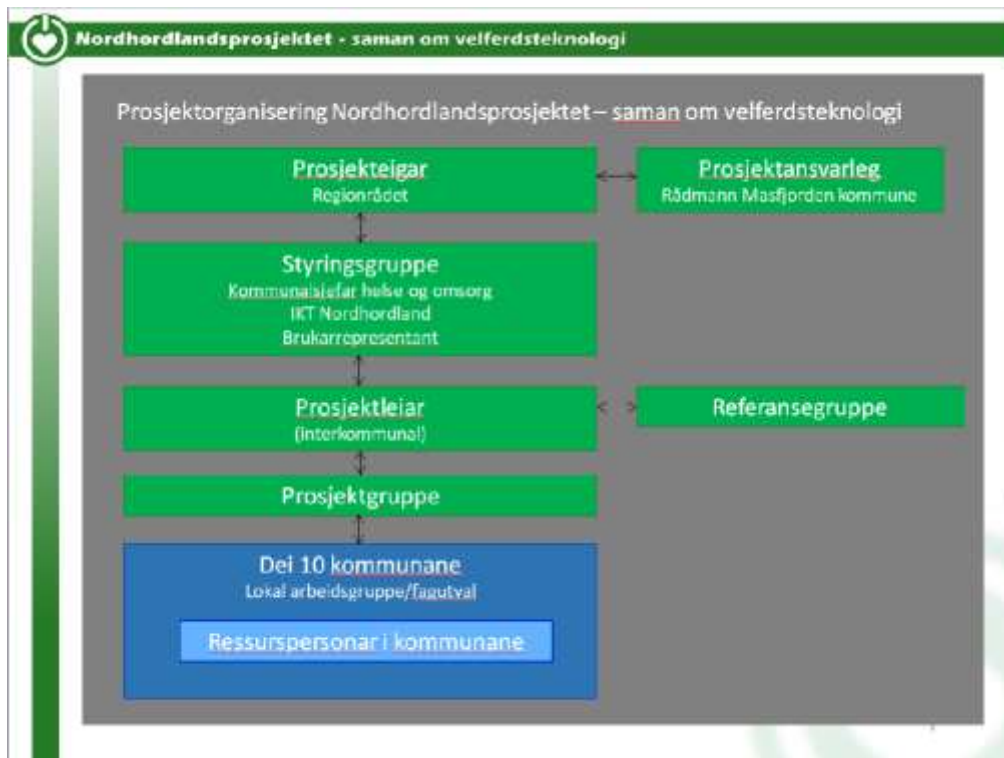 Nordhordlandsprosjektet - saman om velferdsteknologi
Prosjektorganisering Nordhordlandsprosjektet – saman om velferdsteknologi
Prosjekteigar
Regionrådet
Prosjektansvarleg
Rådmann Masfjorden kommune
Styringsgruppe
Kommunalsjefar helse og omsorg
IKT Nordhordland
Brukarrepresentant
Prosjektleiar
(interkommunal)
Referansegruppe
Prosjektgruppe
Dei 10 kommunane
Lokal arbeidsgruppe/fagutval
Ressurspersonar i kommunane